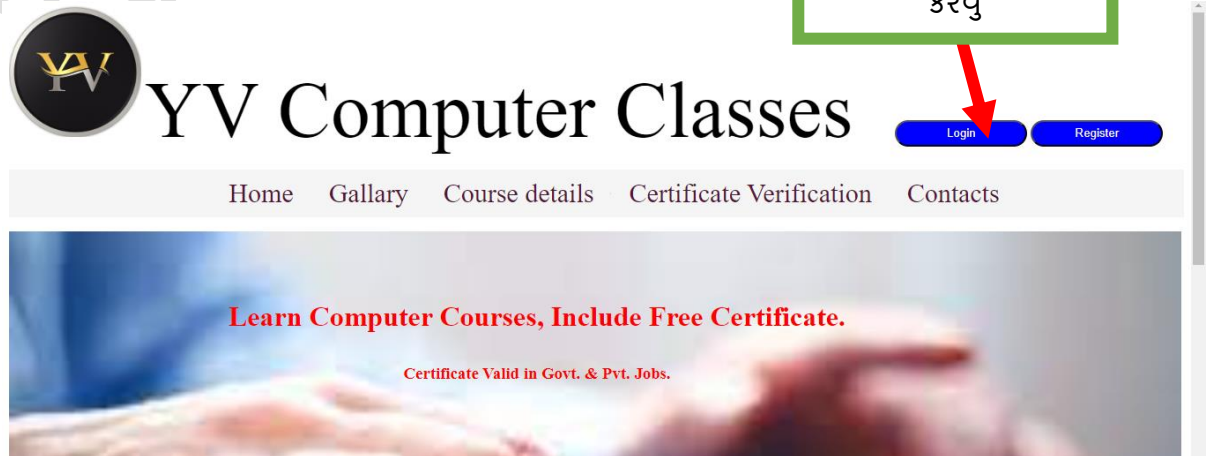 કરવુ
YV
YV Computer Classes
Login Register
Home Gallary Course details Certificate Verification Contacts
Learn Computer Courses, Include Free Certificate.
Certificate Valid in Govt. & Pvt. Jobs.